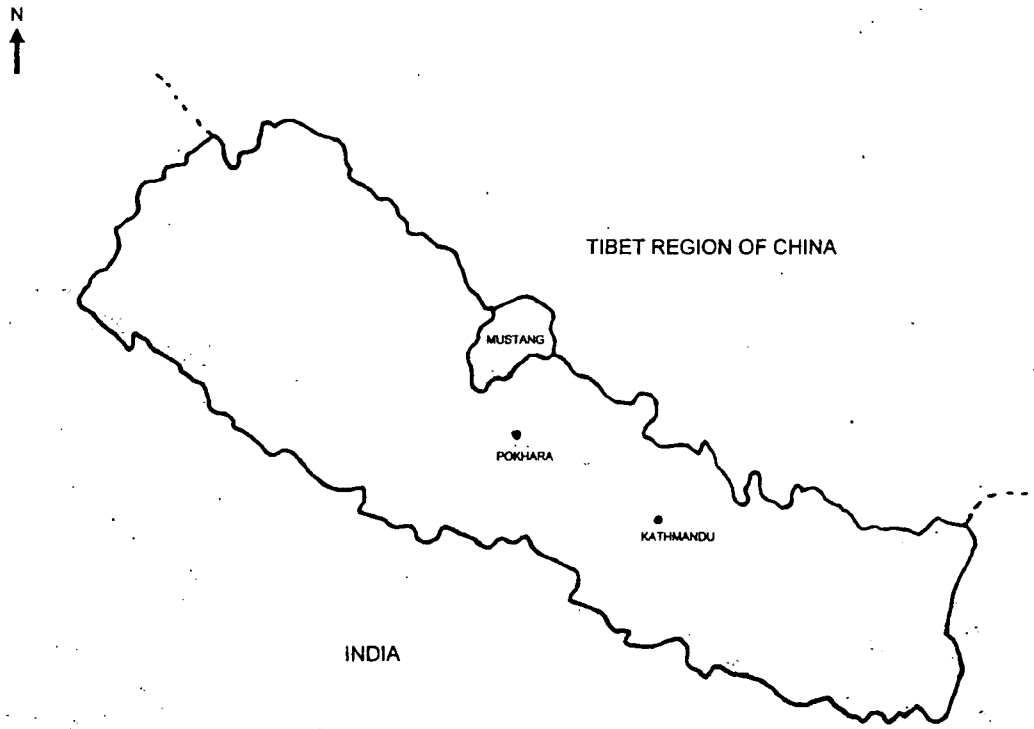 N
TIBET REGION OF CHINA
MUSTANG
POKHARA
KATHMANDU
INDIA